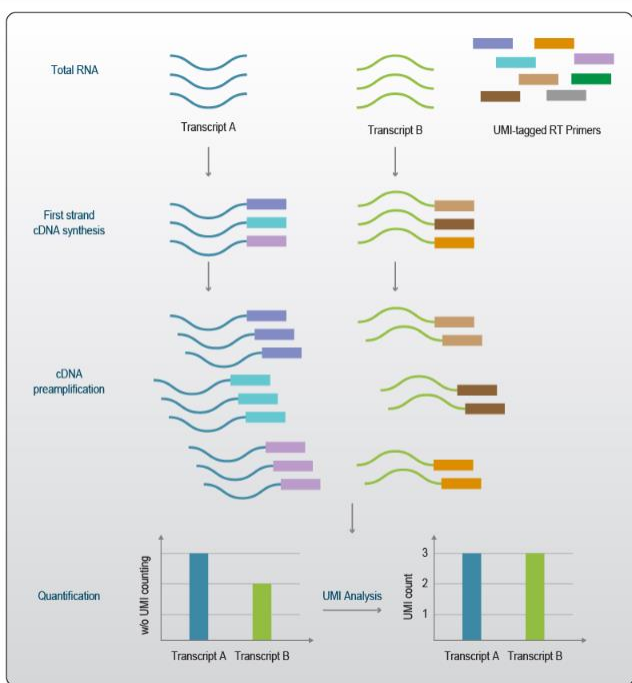 Total RNA
Transcript A
Transcript B
UMI-tagged RT Primers
First strand
cDNA synthesis
cDNA
preamplification
Quantification
w/o UMI counting
Transcript A
Transcript B
UMI Analysis
UMI count
3
2
1
Transcript A
Transcript B